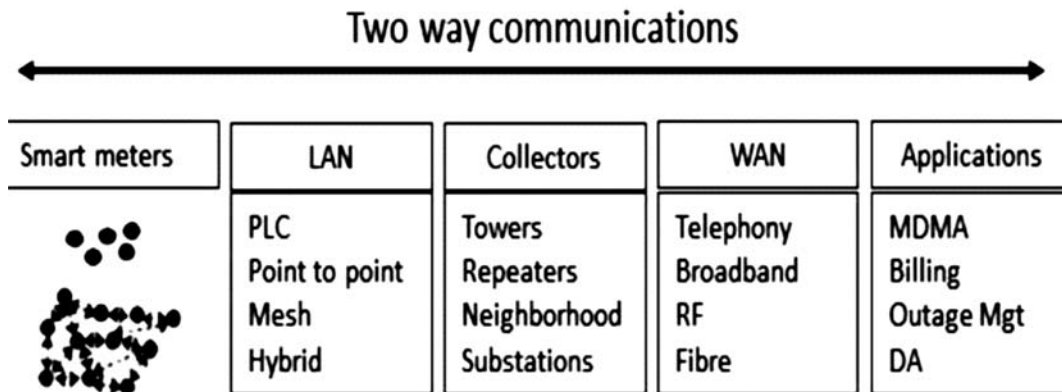 Two way communications
Smart meters
LAN
PLC
Point to point
Mesh
Hybrid
Collectors
Towers
Repeaters
Neighborhood
Substations
WAN
Telephony
Broadband
RF
Fibre
Applications
MDMA
Billing
Outage Mgt
DA